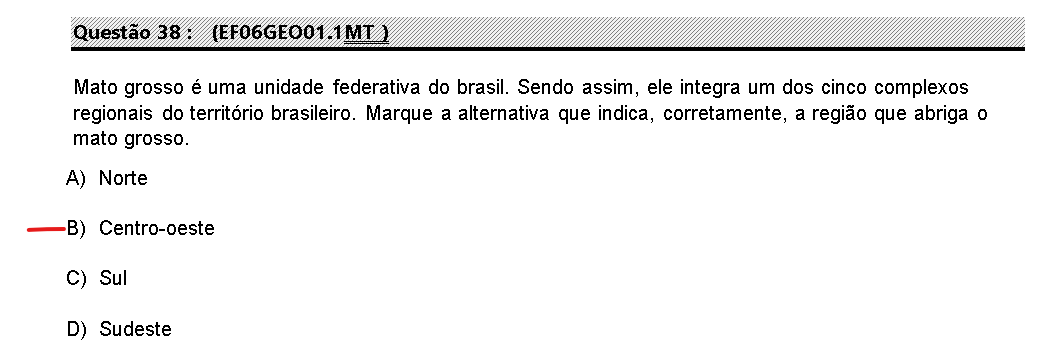 Questão 38 : (EF06GEO01.1MT )
Mato grosso é uma unidade federativa do brasil. Sendo assim, ele integra um dos cinco complexos
regionais do território brasileiro. Marque a alternativa que indica, corretamente, a região que abriga o
mato grosso.
A) Norte
B) Centro-oeste
C) Sul
D) Sudeste